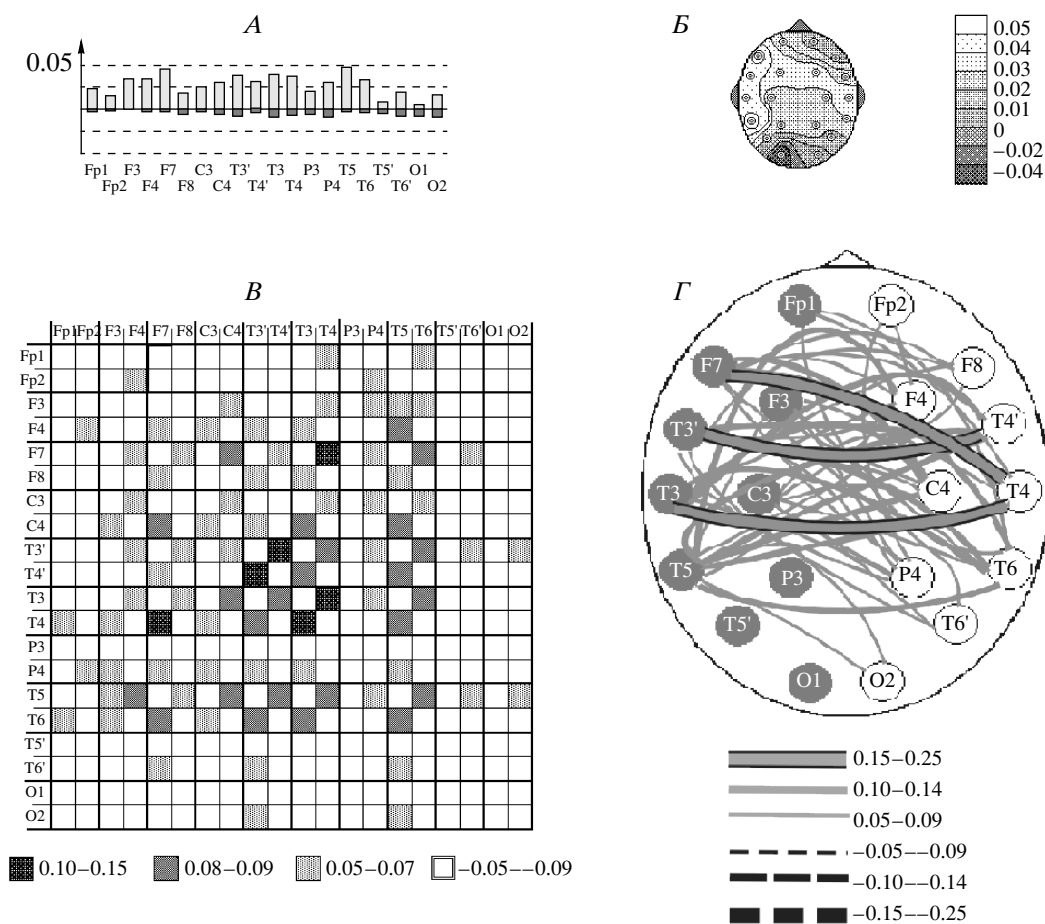 А
0.05
Fp1 F3 F7 C3 T3' T3 P3 T5 T5' O1
Fp2 F4 F8 C4 T4' T4 P4 T6 T6' O2
Б
0.05
0.04
0.03
0.02
0.01
0
−0.02
−0.04
В
Fp1 Fp2 F3 F4 F7 F8 C3 C4 T3' T4' T3 T4 P3 P4 T5 T6 T5' T6' O1 O2
Fp1
Fp2
F3
F4
F7
F8
C3
C4
T3'
T4'
T3
T4
P3
P4
T5
T6
T5'
T6'
O1
O2
0.10−0.15 0.08−0.09 0.05−0.07 −0.05−−0.09
Г
Fp1 Fp2
F7 F8
F3 F4
T3' T4'
T3 C3 C4 T4
T5 P3 P4 T6
T5' T6'
O1 O2
0.15−0.25
0.10−0.14
0.05−0.09
−0.05−−0.09
−0.10−−0.14
−0.15−−0.25